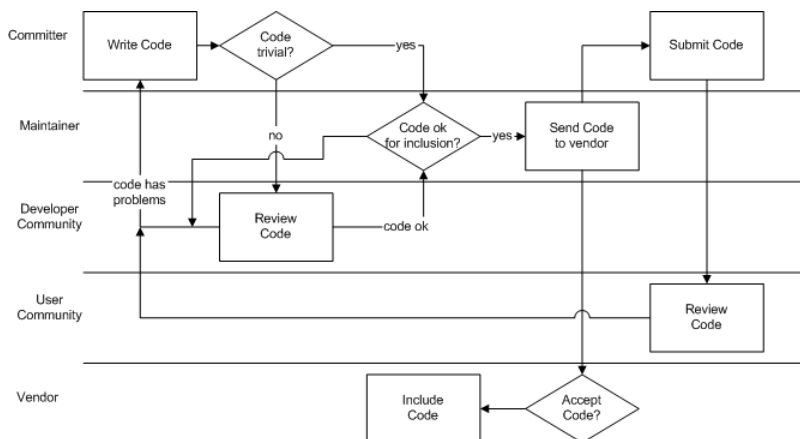 Committer
Write Code
Code
trivial?
yes
Submit Code
Maintainer
no
Code ok
for inclusion?
yes
Send Code
to vendor
code has
problems
Developer
Community
Review
Code
code ok
User
Community
Review
Code
Vendor
Include
Code
Accept
Code?